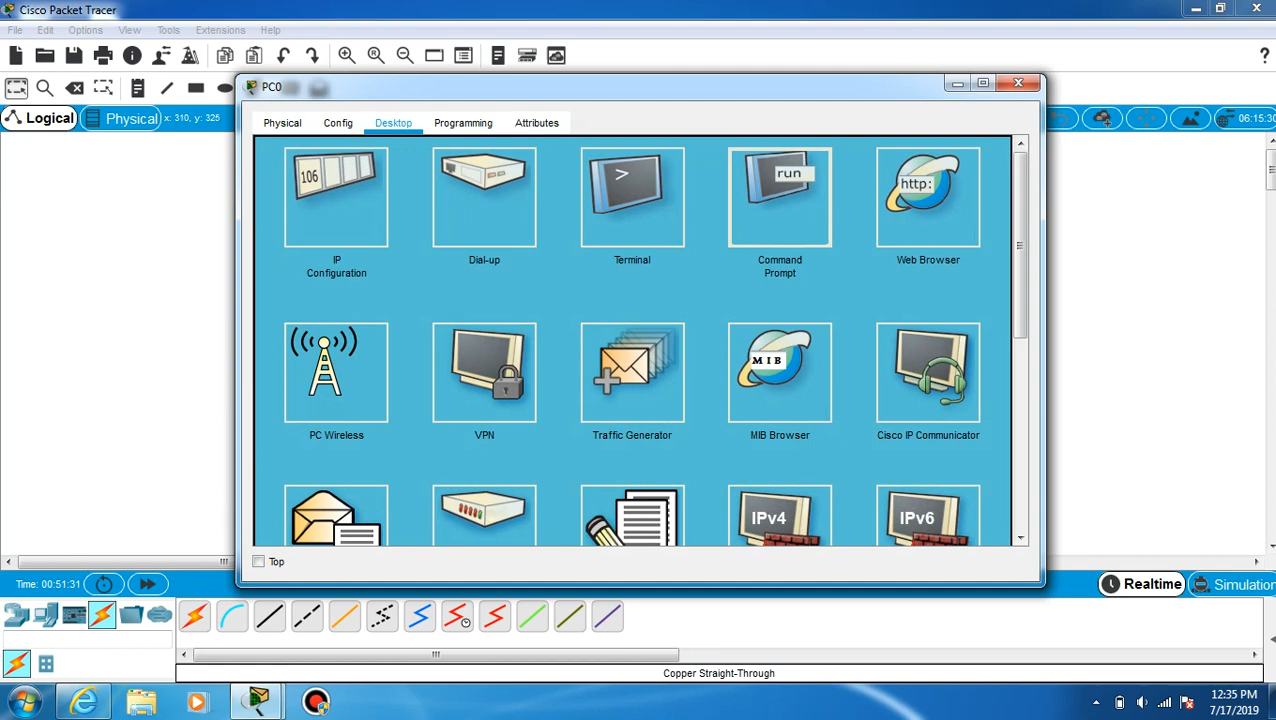 Cisco Packet Tracer
File Edit Options View Tools Extensions Help
PC0
Logical Physical x: 310, y: 325 06:15:30
Physical Config Desktop Programming Attributes
106 > run http:
IP Configuration
Dial-up
Terminal
Command Prompt
Web Browser
MIB
PC Wireless
VPN
Traffic Generator
MIB Browser
Cisco IP Communicator
IPv4 IPv6
Top
Time: 00:51:31 Realtime Simulation
Copper Straight-Through
12:35 PM
7/17/2019